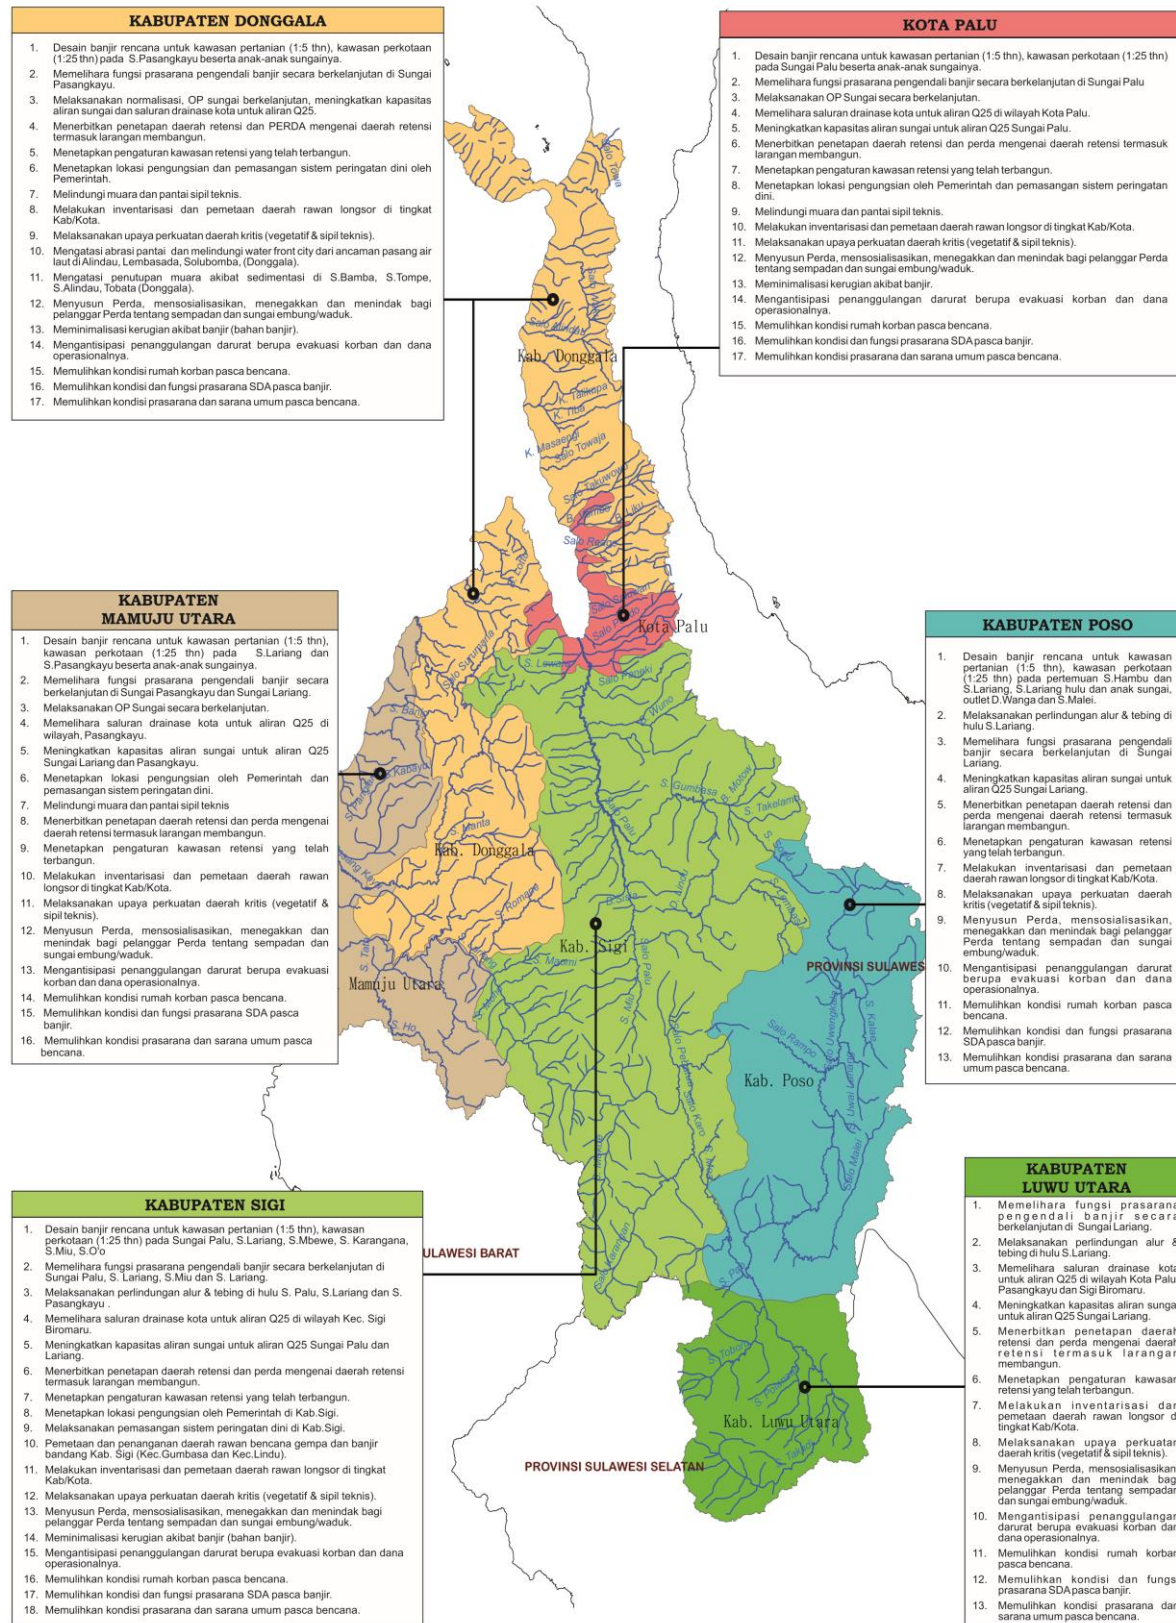 KABUPATEN DONGGALA
1. Desain banjir rencana untuk kawasan pertanian (1:5 thn), kawasan perkotaan
(1:25 thn) pada S.Pasangkayu beserta anak-anak sungainya.
2. Memelihara fungsi prasarana pengendali banjir secara berkelanjutan di Sungai
Pasangkayu.
3. Melaksanakan normalisasi, OP sungai berkelanjutan, meningkatkan kapasitas
aliran sungai dan saluran drainase kota untuk aliran Q25.
4. Menerbitkan penetapan daerah retensi dan PERDA mengenai daerah retensi
termasuk larangan membangun.
5. Menetapkan pengaturan kawasan retensi yang telah terbangun.
6. Menetapkan lokasi pengungsian dan pemasangan sistem peringatan dini oleh
Pemerintah.
7. Melindungi muara dan pantai sipil teknis.
8. Melakukan inventarisasi dan pemetaan daerah rawan longsor di tingkat
Kab/Kota.
9. Melaksanakan upaya perkuatan daerah kritis (vegetatif & sipil teknis).
10. Mengatasi abrasi pantai dan melindungi water front city dari ancaman pasang air
laut di Alindau, Lembasada, Solubomba, (Donggala).
11. Mengatasi penutupan muara akibat sedimentasi di S.Bamba, S.Tompe,
S.Alindau, Tobata (Donggala).
12. Menyusun Perda, mensosialisasikan, menegakkan dan menindak bagi
pelanggar Perda tentang sempadan dan sungai embung/waduk.
13. Meminimalisasi kerugian akibat banjir (bahan banjir).
14. Mengantisipasi penanggulangan darurat berupa evakuasi korban dan dana
operasionalnya.
15. Memulihkan kondisi rumah korban pasca bencana.
16. Memulihkan kondisi dan fungsi prasarana SDA pasca banjir.
17. Memulihkan kondisi prasarana dan sarana umum pasca bencana.
KOTA PALU
1. Desain banjir rencana untuk kawasan pertanian (1:5 thn), kawasan perkotaan (1:25 thn)
pada Sungai Palu beserta anak-anak sungainya.
2. Memelihara fungsi prasarana pengendali banjir secara berkelanjutan di Sungai Palu
3. Melaksanakan OP Sungai secara berkelanjutan.
4. Memelihara saluran drainase kota untuk aliran Q25 di wilayah Kota Palu.
5. Meningkatkan kapasitas aliran sungai untuk aliran Q25 Sungai Palu.
6. Menerbitkan penetapan daerah retensi dan perda mengenai daerah retensi termasuk
larangan membangun.
7. Menetapkan pengaturan kawasan retensi yang telah terbangun.
8. Menetapkan lokasi pengungsian oleh Pemerintah dan pemasangan sistem peringatan
dini.
9. Melindungi muara dan pantai sipil teknis.
10. Melakukan inventarisasi dan pemetaan daerah rawan longsor di tingkat Kab/Kota.
11. Melaksanakan upaya perkuatan daerah kritis (vegetatif & sipil teknis).
12. Menyusun Perda, mensosialisasikan, menegakkan dan menindak bagi pelanggar Perda
tentang sempadan dan sungai embung/waduk.
13. Meminimalisasi kerugian akibat banjir.
14. Mengantisipasi penanggulangan darurat berupa evakuasi korban dan dana
operasionalnya.
15. Memulihkan kondisi rumah korban pasca bencana.
16. Memulihkan kondisi dan fungsi prasarana SDA pasca banjir.
17. Memulihkan kondisi prasarana dan sarana umum pasca bencana.
Salo Towa
Kab. Donggala
K. Talikupa
K. Tiba
K. Masaengi
Salo Towaja
Salo Takuwowo
B. Liku
Kota Palu
S. Lewara
Salo Panaki
S. Wuno
KABUPATEN
MAMUJU UTARA
1. Desain banjir rencana untuk kawasan pertanian (1:5 thn),
kawasan perkotaan (1:25 thn) pada S.Lariang dan
S.Pasangkayu beserta anak-anak sungainya.
2. Memelihara fungsi prasarana pengendali banjir secara
berkelanjutan di Sungai Pasangkayu dan Sungai Lariang.
3. Melaksanakan OP Sungai secara berkelanjutan.
4. Memelihara saluran drainase kota untuk aliran Q25 di
wilayah, Pasangkayu.
5. Meningkatkan kapasitas aliran sungai untuk aliran Q25
Sungai Lariang dan Pasangkayu.
6. Menetapkan lokasi pengungsian oleh Pemerintah dan
pemasangan sistem peringatan dini.
7. Melindungi muara dan pantai sipil teknis
8. Menerbitkan penetapan daerah retensi dan perda mengenai
daerah retensi termasuk larangan membangun.
9. Menetapkan pengaturan kawasan retensi yang telah
terbangun.
10. Melakukan inventarisasi dan pemetaan daerah rawan
longsor di tingkat Kab/Kota.
11. Melaksanakan upaya perkuatan daerah kritis (vegetatif &
sipil teknis).
12. Menyusun Perda, mensosialisasikan, menegakkan dan
menindak bagi pelanggar Perda tentang sempadan dan
sungai embung/waduk.
13. Mengantisipasi penanggulangan darurat berupa evakuasi
korban dan dana operasionalnya.
14. Memulihkan kondisi rumah korban pasca bencana.
15. Memulihkan kondisi dan fungsi prasarana SDA pasca
banjir.
16. Memulihkan kondisi prasarana dan sarana umum pasca
bencana.
S. Gumbasa
S. Takelamo
Salo Palu
S. Manta
Kab. Donggala
S. Romape
Kab. Sigi
S. Maomi
Salo Palu
S. Miu
Mamuju Utara
S. Ho
PROVINSI SULAWES
Salo Rampo
Kab. Poso
Salo Malei
KABUPATEN POSO
1. Desain banjir rencana untuk kawasan
pertanian (1:5 thn), kawasan perkotaan
(1:25 thn) pada pertemuan S.Hambu dan
S.Lariang, S.Lariang hulu dan anak sungai,
outlet D.Wanga dan S.Malei.
2. Melaksanakan perlindungan alur & tebing di
hulu S.Lariang.
3. Memelihara fungsi prasarana pengendali
banjir secara berkelanjutan di Sungai
Lariang.
4. Meningkatkan kapasitas aliran sungai untuk
aliran Q25 Sungai Lariang.
5. Menerbitkan penetapan daerah retensi dan
perda mengenai daerah retensi termasuk
larangan membangun.
6. Menetapkan pengaturan kawasan retensi
yang telah terbangun.
7. Melakukan inventarisasi dan pemetaan
daerah rawan longsor di tingkat Kab/Kota.
8. Melaksanakan upaya perkuatan daerah
kritis (vegetatif & sipil teknis).
9. Menyusun Perda, mensosialisasikan,
menegakkan dan menindak bagi pelanggar
Perda tentang sempadan dan sungai
embung/waduk.
10. Mengantisipasi penanggulangan darurat
berupa evakuasi korban dan dana
operasionalnya.
11. Memulihkan kondisi rumah korban pasca
bencana.
12. Memulihkan kondisi dan fungsi prasarana
SDA pasca banjir.
13. Memulihkan kondisi prasarana dan sarana
umum pasca bencana.
KABUPATEN SIGI
1. Desain banjir rencana untuk kawasan pertanian (1:5 thn), kawasan
perkotaan (1:25 thn) pada Sungai Palu, S.Lariang, S.Mbewe, S. Karangana,
S.Miu, S.O'o
2. Memelihara fungsi prasarana pengendali banjir secara berkelanjutan di
Sungai Palu, S. Lariang, S.Miu dan S. Lariang.
3. Melaksanakan perlindungan alur & tebing di hulu S. Palu, S.Lariang dan S.
Pasangkayu .
4. Memelihara saluran drainase kota untuk aliran Q25 di wilayah Kec. Sigi
Biromaru.
5. Meningkatkan kapasitas aliran sungai untuk aliran Q25 Sungai Palu dan
Lariang.
6. Menerbitkan penetapan daerah retensi dan perda mengenai daerah retensi
termasuk larangan membangun.
7. Menetapkan pengaturan kawasan retensi yang telah terbangun.
8. Menetapkan lokasi pengungsian oleh Pemerintah di Kab.Sigi.
9. Melaksanakan pemasangan sistem peringatan dini di Kab.Sigi.
10. Pemetaan dan penanganan daerah rawan bencana gempa dan banjir
bandang Kab. Sigi (Kec.Gumbasa dan Kec.Lindu).
11. Melakukan inventarisasi dan pemetaan daerah rawan longsor di tingkat
Kab/Kota.
12. Melaksanakan upaya perkuatan daerah kritis (vegetatif & sipil teknis).
13. Menyusun Perda, mensosialisasikan, menegakkan dan menindak bagi
pelanggar Perda tentang sempadan dan sungai embung/waduk.
14. Meminimalisasi kerugian akibat banjir (bahan banjir).
15. Mengantisipasi penanggulangan darurat berupa evakuasi korban dan dana
operasionalnya.
16. Memulihkan kondisi rumah korban pasca bencana.
17. Memulihkan kondisi dan fungsi prasarana SDA pasca banjir.
18. Memulihkan kondisi prasarana dan sarana umum pasca bencana.
ULAWESI BARAT
PROVINSI SULAWESI SELATAN
Kab. Luwu Utara
KABUPATEN
LUWU UTARA
1. Memelihara fungsi prasarana
pengendali banjir secara
berkelanjutan di Sungai Lariang.
2. Melaksanakan perlindungan alur &
tebing di hulu S.Lariang.
3. Memelihara saluran drainase kota
untuk aliran Q25 di wilayah Kota Palu
Pasangkayu dan Sigi Biromaru.
4. Meningkatkan kapasitas aliran sungai
untuk aliran Q25 Sungai Lariang.
5. Menerbitkan penetapan daerah
retensi dan perda mengenai daerah
retensi termasuk larangan
membangun.
6. Menetapkan pengaturan kawasan
retensi yang telah terbangun.
7. Melakukan inventarisasi dan
pemetaan daerah rawan longsor d
tingkat Kab/Kota.
8. Melaksanakan upaya perkuatan
daerah kritis (vegetatif & sipil teknis).
9. Menyusun Perda, mensosialisasikan
menegakkan dan menindak bag
pelanggar Perda tentang sempadan
dan sungai embung/waduk.
10. Mengantisipasi penanggulangan
darurat berupa evakuasi korban dan
dana operasionalnya.
11. Memulihkan kondisi rumah korban
pasca bencana.
12. Memulihkan kondisi dan fungs
prasarana SDA pasca banjir.
13. Memulihkan kondisi prasarana dan
sarana umum pasca bencana.